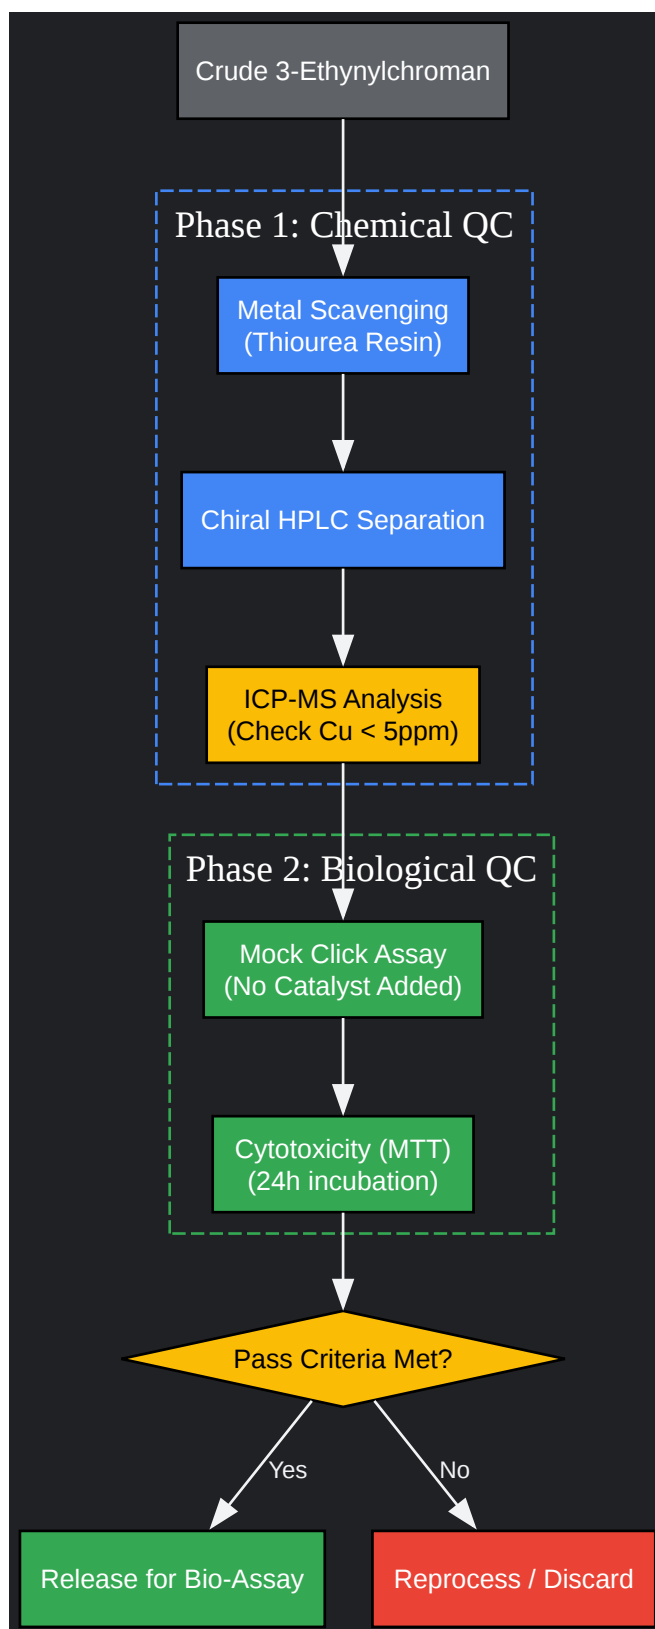 Crude 3-Ethynylchroman
Phase 1: Chemical QC
Metal Scavenging
(Thiourea Resin)
Chiral HPLC Separation
ICP-MS Analysis
(Check Cu < 5ppm)
Phase 2: Biological QC
Mock Click Assay
(No Catalyst Added)
Cytotoxicity (MTT)
(24h incubation)
Pass Criteria Met?
Yes
No
Release for Bio-Assay
Reprocess / Discard